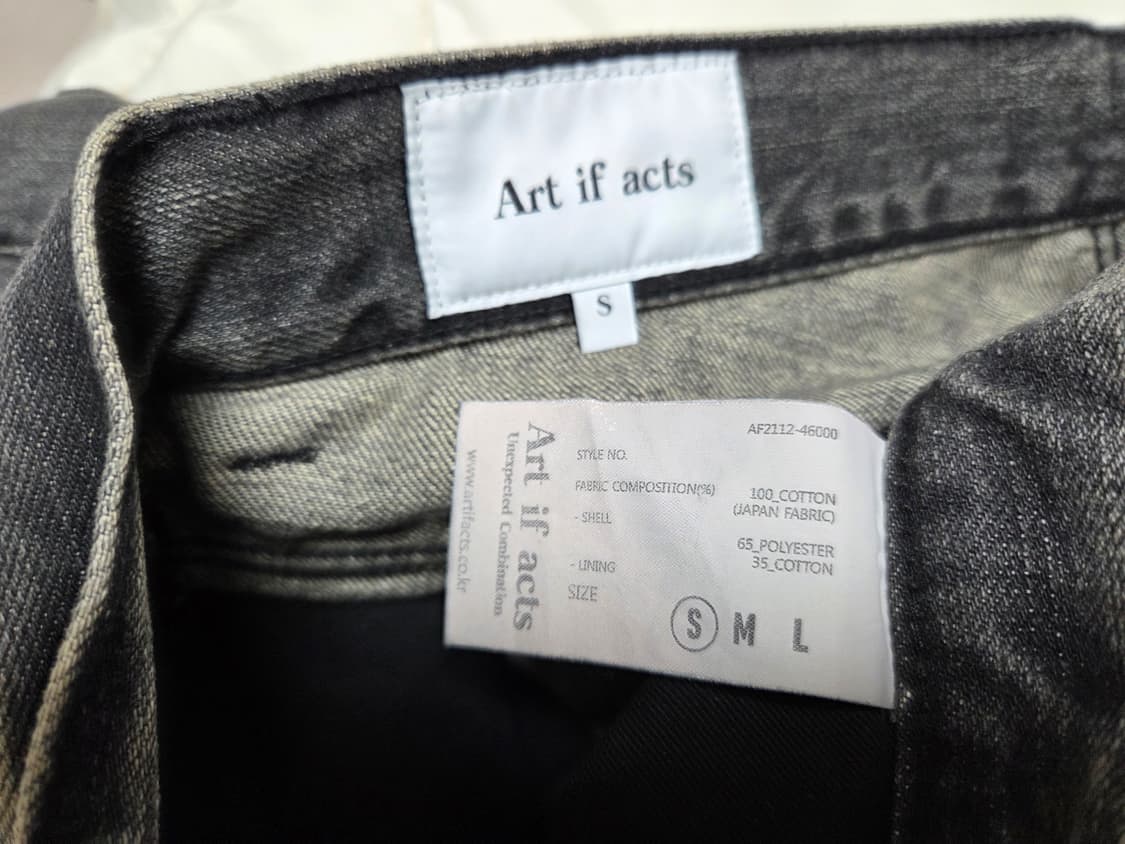 Art if acts
S
Art if acts
Unexpected Combination
www.artifacts.co.kr
AF2112-46000
STYLE NO.
FABRIC COMPOSITION(%)
100_COTTON
- SHELL
(JAPAN FABRIC)
65_POLYESTER
- LINING
35_COTTON
SIZE
S M L